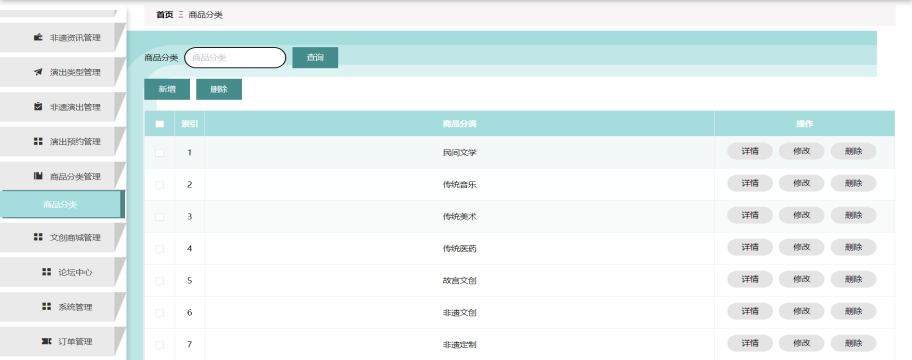 首页 Ξ 商品分类
非遗资讯管理
演出类型管理
非遗演出管理
演出预约管理
商品分类管理
商品分类
文创商城管理
论坛中心
系统管理
订单管理
商品分类 商品分类 查询
新增 删除
索引 商品分类 操作
1 民间文学 详情 修改 删除
2 传统音乐 详情 修改 删除
3 传统美术 详情 修改 删除
4 传统医药 详情 修改 删除
5 故宫文创 详情 修改 删除
6 非遗文创 详情 修改 删除
7 非遗定制 详情 修改 删除